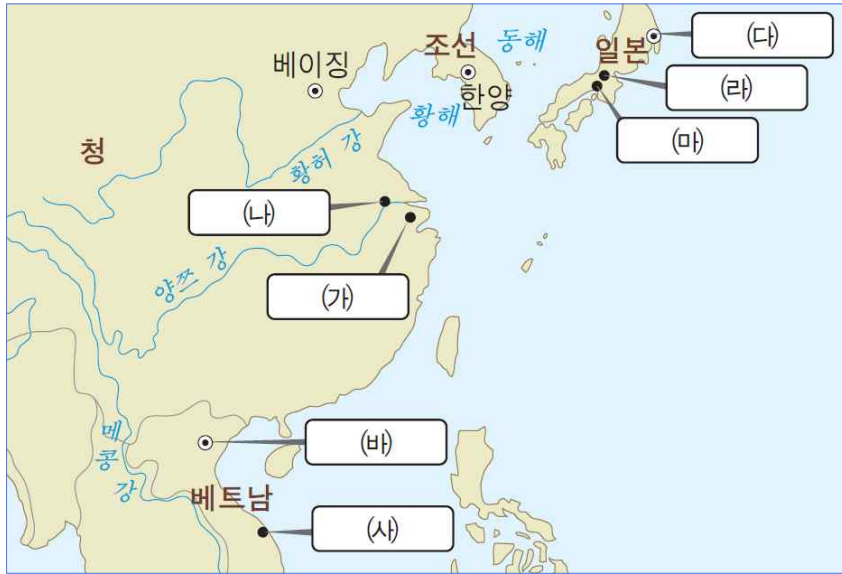 조선
동해
일본
(다)
베이징
한양
(라)
황해
(마)
청
황허 강
(나)
양쯔 강
(가)
메콩 강
(바)
베트남
(사)